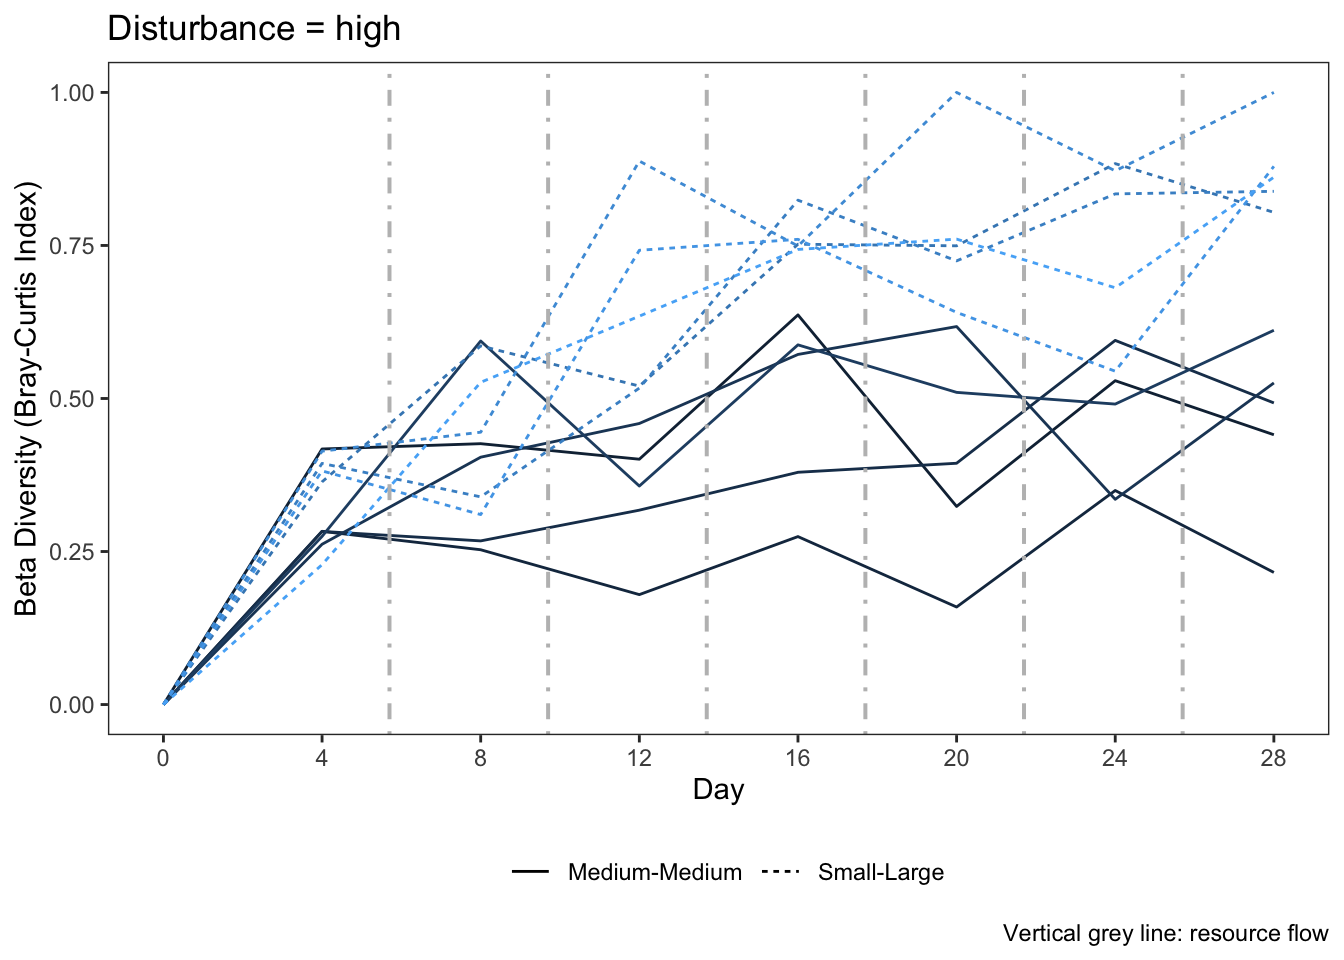 Disturbance = high
Beta Diversity (Bray-Curtis Index)
1.00
0.75
0.50
0.25
0.00
0 4 8 12 16 20 24 28
Day
Medium-Medium Small-Large
Vertical grey line: resource flow